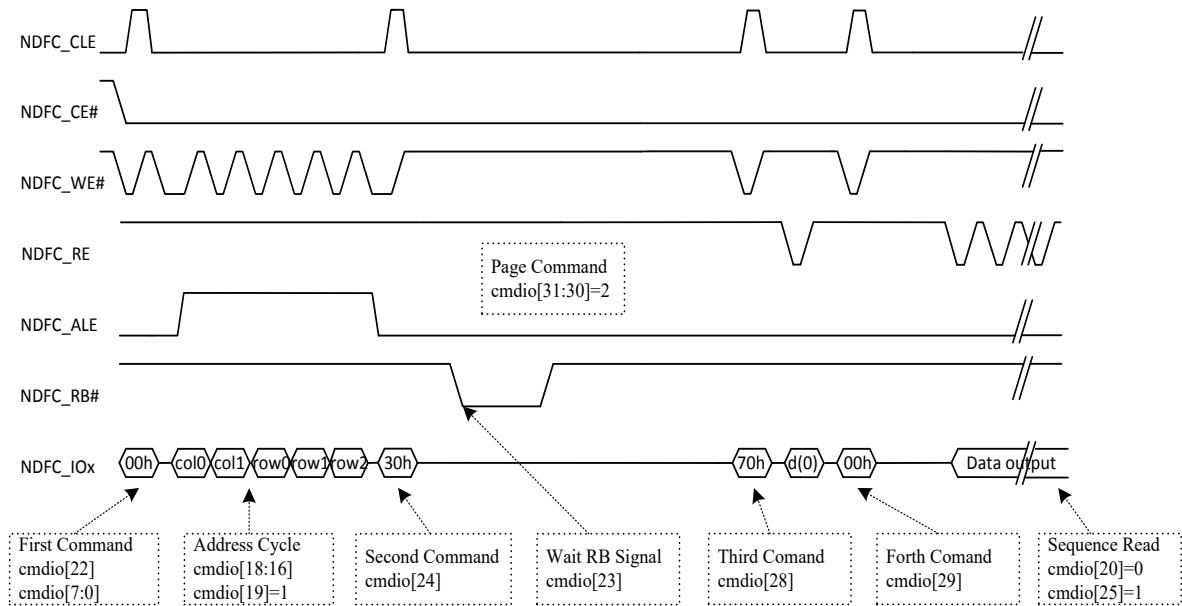 NDFC_CLE
NDFC_CE#
NDFC_WE#
NDFC_RE
Page Command
cmdio[31:30]=2
NDFC_ALE
NDFC_RB#
NDFC_IOx
00h
col0
col1
row0
row1
row2
30h
70h
d(0)
00h
Data output
First Command
cmdio[22]
cmdio[7:0]
Address Cycle
cmdio[18:16]
cmdio[19]=1
Second Command
cmdio[24]
Wait RB Signal
cmdio[23]
Third Comand
cmdio[28]
Forth Comand
cmdio[29]
Sequence Read
cmdio[20]=0
cmdio[25]=1